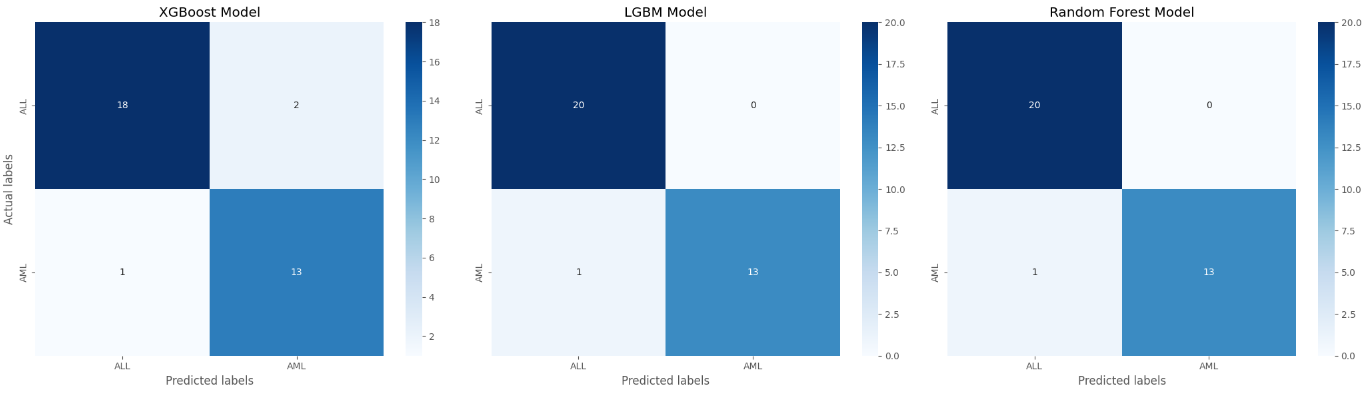 XGBoost Model
Actual labels
ALL
AML
18
2
1
13
ALL
AML
Predicted labels
18
16
14
12
10
8
6
4
2
LGBM Model
ALL
AML
20
0
1
13
ALL
AML
Predicted labels
20.0
17.5
15.0
12.5
10.0
7.5
5.0
2.5
0.0
Random Forest Model
ALL
AML
20
0
1
13
ALL
AML
Predicted labels
20.0
17.5
15.0
12.5
10.0
7.5
5.0
2.5
0.0